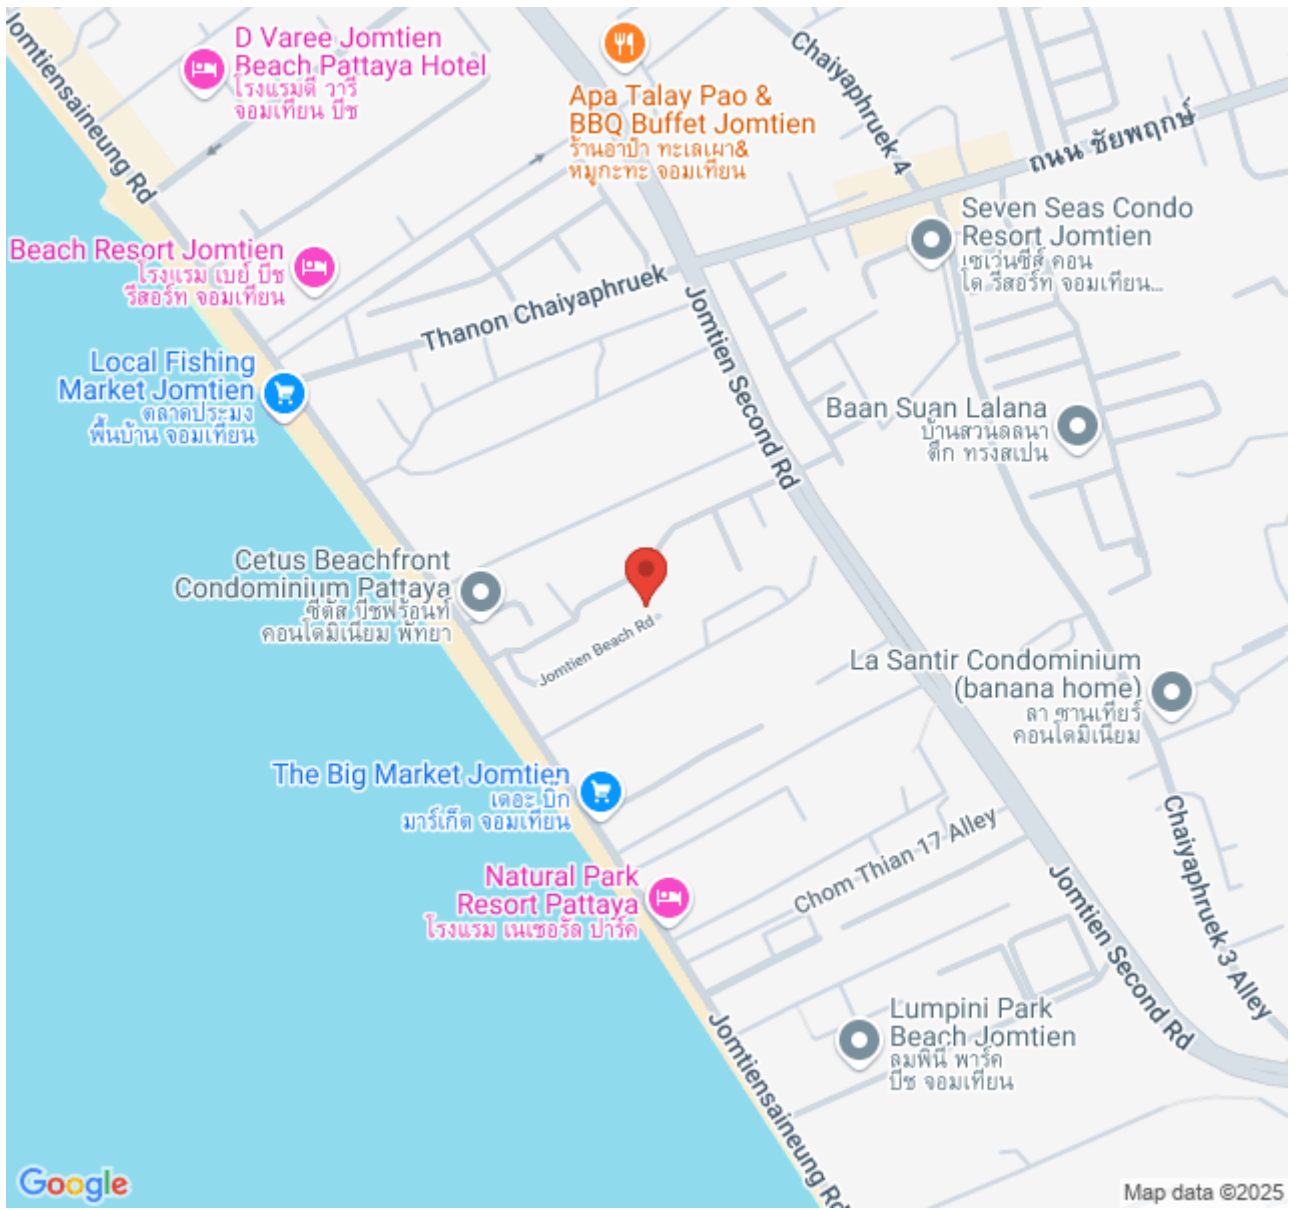 Jomtiensaineung Rd
D Varee Jomtien
Beach Pattaya Hotel
โรงแรมดี วารี
จอมเทียน บีช
Apa Talay Pao &
BBQ Buffet Jomtien
ร้านอาป๋า ทะเลเผา&
หมูกะทะ จอมเทียน
Chaiyaphruek 4
ถนน ชัยพฤกษ์
Seven Seas Condo
Resort Jomtien
เซเว่นซีส์ คอน
โด รีสอร์ท จอมเทียน...
Beach Resort Jomtien
โรงแรม เบย์ บีช
รีสอร์ท จอมเทียน
Thanon Chaiyaphruek
Jomtien Second Rd
Local Fishing
Market Jomtien
ตลาดประมง
พื้นบ้าน จอมเทียน
Baan Suan Lalana
บ้านสวนลลนา
ตึก ทรงสเปน
Cetus Beachfront
Condominium Pattaya
ซีตัส บีชฟร้อนท์
คอนโดมิเนียม พัทยา
Jomtien Beach Rd
La Santir Condominium
(banana home)
ลา ซานเทียร์
คอนโดมิเนียม
The Big Market Jomtien
เดอะ บิ๊ก
มาร์เก็ต จอมเทียน
Chom Thian 17 Alley
Chaiyaphruek 3 Alley
Natural Park
Resort Pattaya
โรงแรม เนเชอรัล ปาร์ค
Jomtien Second Rd
Lumpini Park
Beach Jomtien
ลุมพินี พาร์ค
บีช จอมเทียน
Jomtiensaineung Rd
Google
Map data ©2025